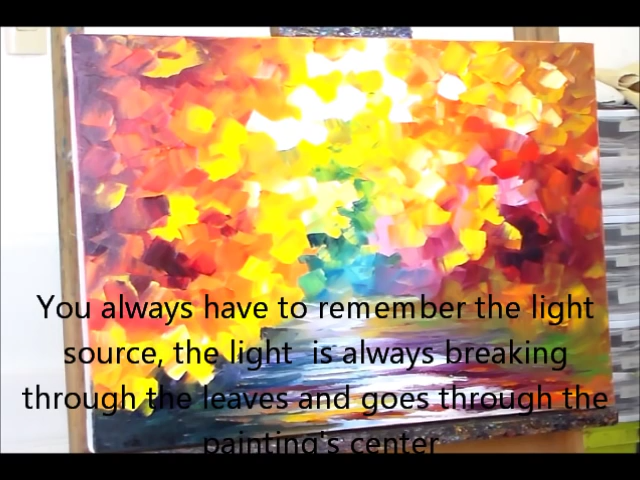 You always have to remember the light
source, the light  is always breaking
through the leaves and goes through the
painting's center